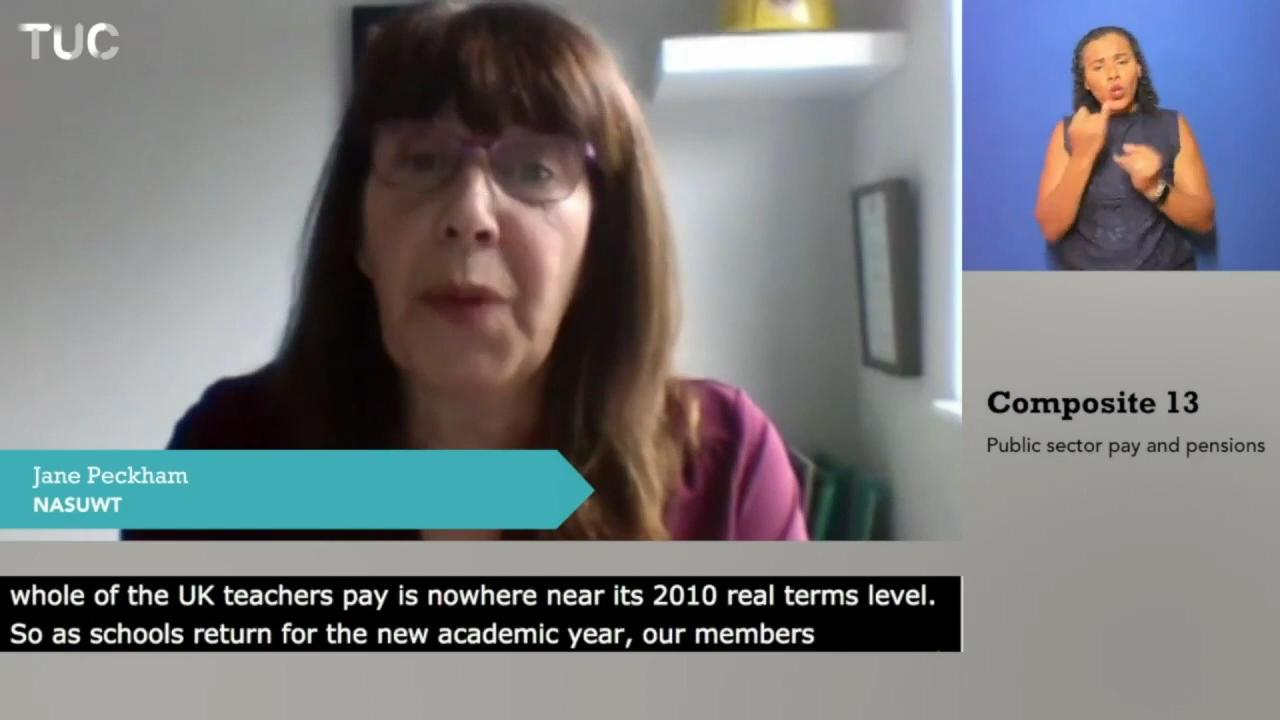 TUC
Jane Peckham
NASUWT
Composite 13
Public sector pay and pensions
whole of the UK teachers pay is nowhere near its 2010 real terms level.
So as schools return for the new academic year, our members